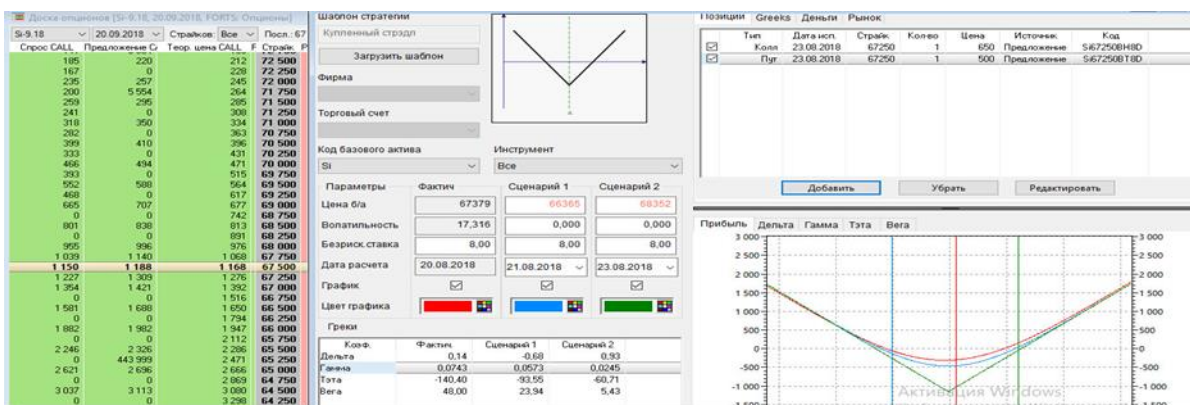 Доска опционов [Si-9.18, 20.09.2018, FORTS: Опционы]
Si-9.18 20.09.2018 Страйков: Все Посл.: 67
Спрос CALL Предложение CA Теор. цена CALL F Страйк P
185 220 212 72 500
167 0 228 72 250
235 257 245 72 000
200 5 554 264 71 750
259 295 285 71 500
241 0 308 71 250
318 350 334 71 000
282 0 363 70 750
399 410 396 70 500
333 0 431 70 250
466 494 471 70 000
393 0 515 69 750
552 588 564 69 500
468 0 617 69 250
665 707 677 69 000
0 0 742 68 750
801 838 813 68 500
0 0 891 68 250
955 996 976 68 000
1 039 1 140 1 068 67 750
1 150 1 188 1 168 67 500
1 227 1 309 1 276 67 250
1 354 1 421 1 392 67 000
0 0 1 516 66 750
1 581 1 688 1 650 66 500
0 0 1 794 66 250
1 882 1 982 1 947 66 000
0 0 2 112 65 750
2 246 2 326 2 286 65 500
0 443 999 2 471 65 250
2 621 2 696 2 666 65 000
0 0 2 869 64 750
3 037 3 113 3 080 64 500
0 0 3 298 64 250
Шаблон стратегии
Купленный стрэдл
Загрузить шаблон
Фирма
Торговый счет
Код базового актива Инструмент
Si Все
Параметры Фактич Сценарий 1 Сценарий 2
Цена б/а 67379 66365 68352
Волатильность 17,316 0,000 0,000
Безриск.ставка 8,00 8,00 8,00
Дата расчета 20.08.2018 21.08.2018 23.08.2018
График
Цвет графика
Греки
Коэф. Фактич. Сценарий 1 Сценарий 2
Дельта 0,14 -0,68 0,93
Гамма 0,0743 0,0573 0,0245
Тэта -140,40 -93,55 -60,71
Вега 48,00 23,94 5,43
Позиции Greeks Деньги Рынок
Тип Дата исп. Страйк Кол-во Цена Источник Код
Колл 23.08.2018 67250 1 650 Предложение Si67250BH8D
Пут 23.08.2018 67250 1 500 Предложение Si67250BT8D
Добавить Убрать Редактировать
Прибыль Дельта Гамма Тэта Вега
3 000 3 000
2 500 2 500
2 000 2 000
1 500 1 500
1 000 1 000
500 500
0 0
-500 -500
-1 000 -1 000
Активация Windows